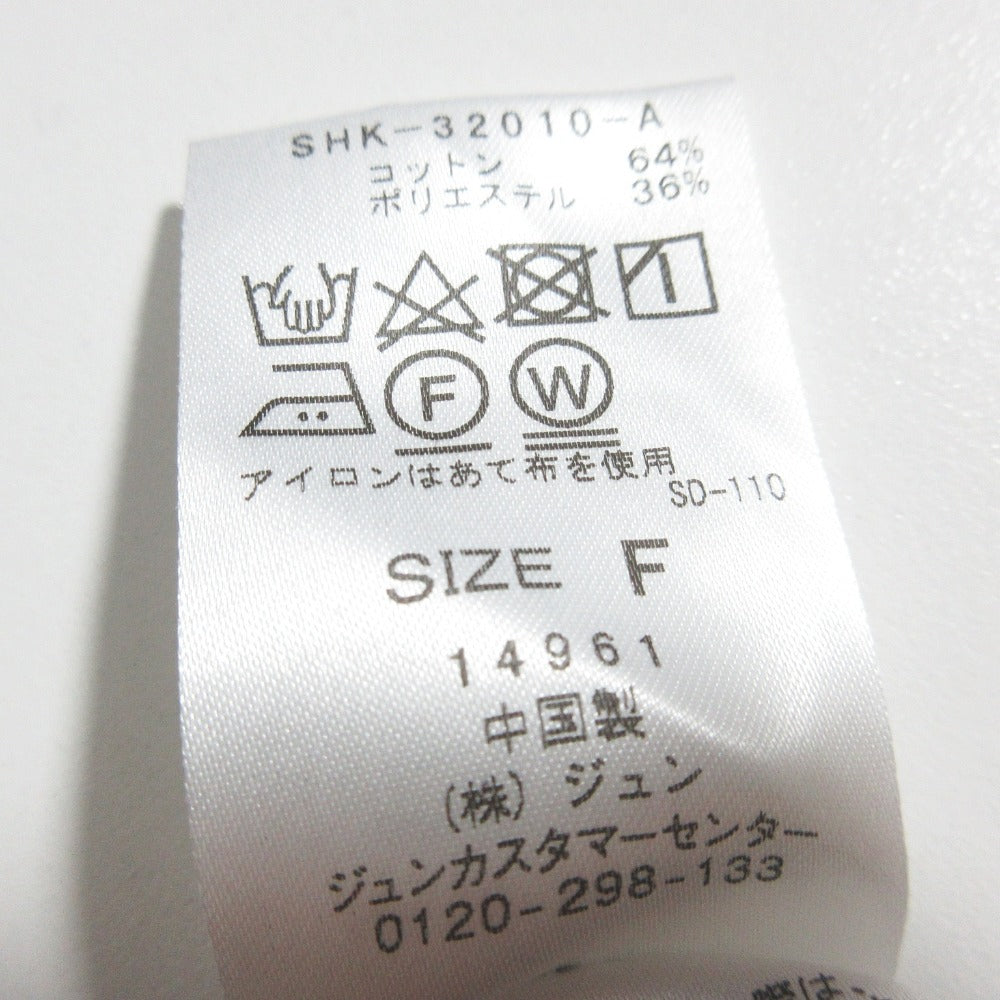 SHK-32010-A
コットン 64%
ポリエステル 36%
F W
アイロンはあて布を使用
SD-110
SIZE F
14961
中国製
(株)ジュン
ジュンカスタマーセンター
0120-298-133